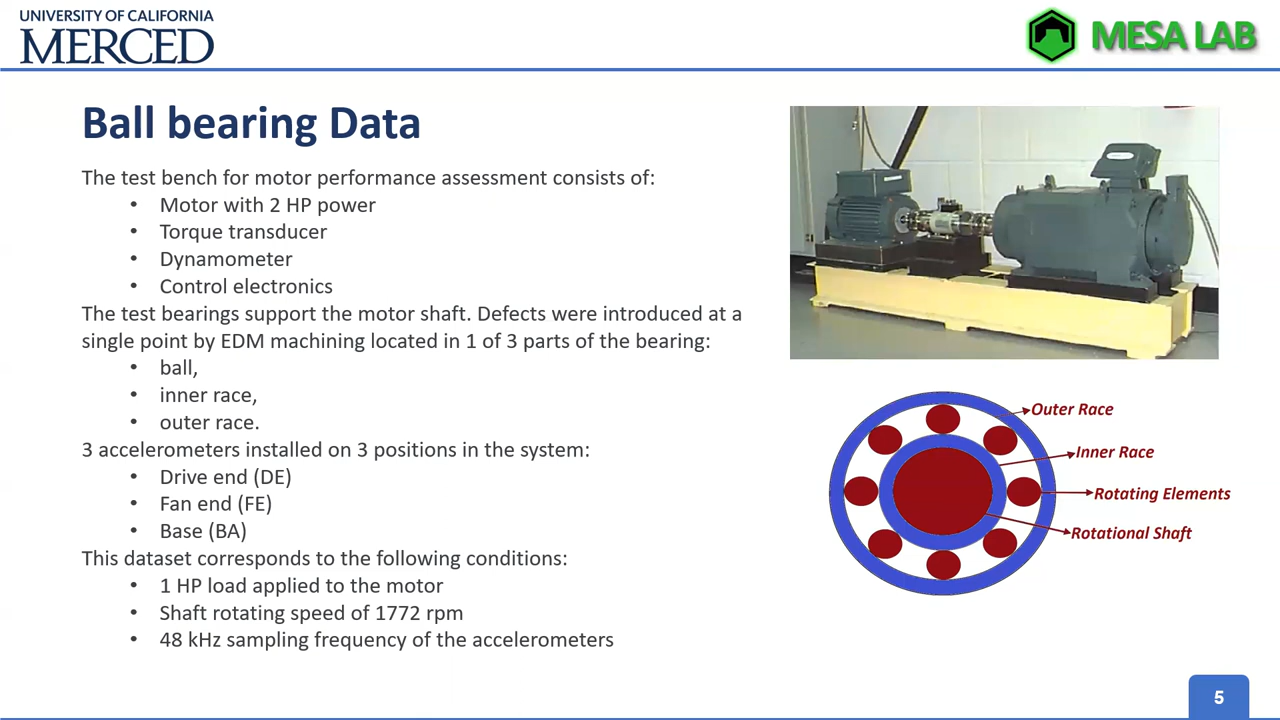 UNIVERSITY OF CALIFORNIA
MERCED
MESA LAB
Ball bearing Data
The test bench for motor performance assessment consists of:
• Motor with 2 HP power
• Torque transducer
• Dynamometer
• Control electronics
The test bearings support the motor shaft. Defects were introduced at a
single point by EDM machining located in 1 of 3 parts of the bearing:
• ball,
• inner race,
• outer race.
3 accelerometers installed on 3 positions in the system:
• Drive end (DE)
• Fan end (FE)
• Base (BA)
This dataset corresponds to the following conditions:
• 1 HP load applied to the motor
• Shaft rotating speed of 1772 rpm
• 48 kHz sampling frequency of the accelerometers
Outer Race
Inner Race
Rotating Elements
Rotational Shaft
5